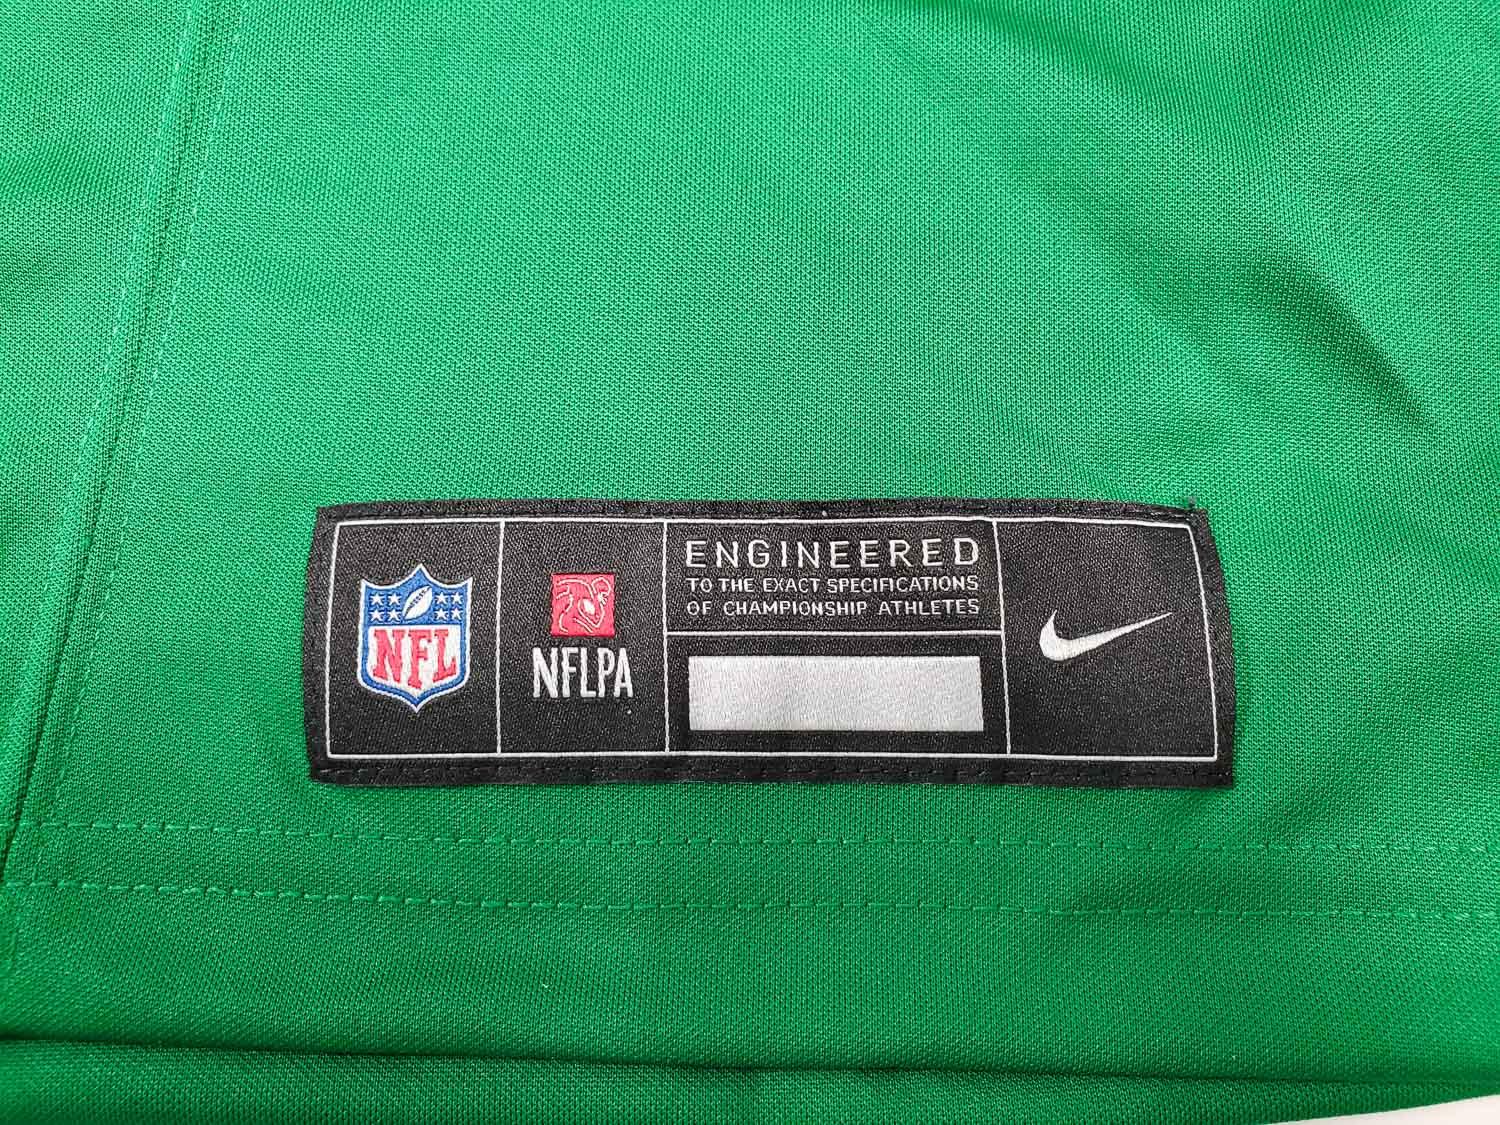 NFL
NFLPA
ENGINEERED
TO THE EXACT SPECIFICATIONS
OF CHAMPIONSHIP ATHLETES